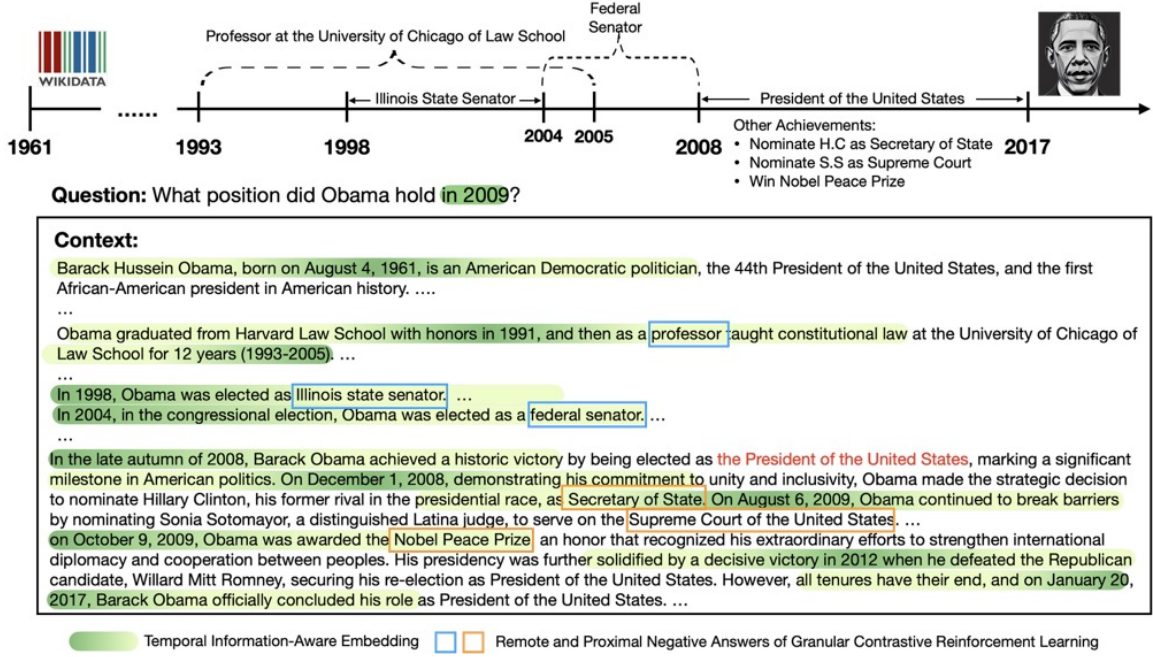 Federal
Senator
Professor at the University of Chicago of Law School
WIKIDATA
Illinois State Senator
President of the United States
......
1961
1993
1998
2004
2005
2008
2017
Other Achievements:
• Nominate H.C as Secretary of State
• Nominate S.S as Supreme Court
• Win Nobel Peace Prize
Question: What position did Obama hold in 2009?
Context:
Barack Hussein Obama, born on August 4, 1961, is an American Democratic politician, the 44th President of the United States, and the first
African-American president in American history. ....
...
Obama graduated from Harvard Law School with honors in 1991, and then as a professor taught constitutional law at the University of Chicago of
Law School for 12 years (1993-2005). ...
...
In 1998, Obama was elected as Illinois state senator. ...
In 2004, in the congressional election, Obama was elected as a federal senator. ...
...
In the late autumn of 2008, Barack Obama achieved a historic victory by being elected as the President of the United States, marking a significant
milestone in American politics. On December 1, 2008, demonstrating his commitment to unity and inclusivity, Obama made the strategic decision
to nominate Hillary Clinton, his former rival in the presidential race, as Secretary of State. On August 6, 2009, Obama continued to break barriers
by nominating Sonia Sotomayor, a distinguished Latina judge, to serve on the Supreme Court of the United States. ...
on October 9, 2009, Obama was awarded the Nobel Peace Prize an honor that recognized his extraordinary efforts to strengthen international
diplomacy and cooperation between peoples. His presidency was further solidified by a decisive victory in 2012 when he defeated the Republican
candidate, Willard Mitt Romney, securing his re-election as President of the United States. However, all tenures have their end, and on January 20,
2017, Barack Obama officially concluded his role as President of the United States. ...
Temporal Information-Aware Embedding
Remote and Proximal Negative Answers of Granular Contrastive Reinforcement Learning